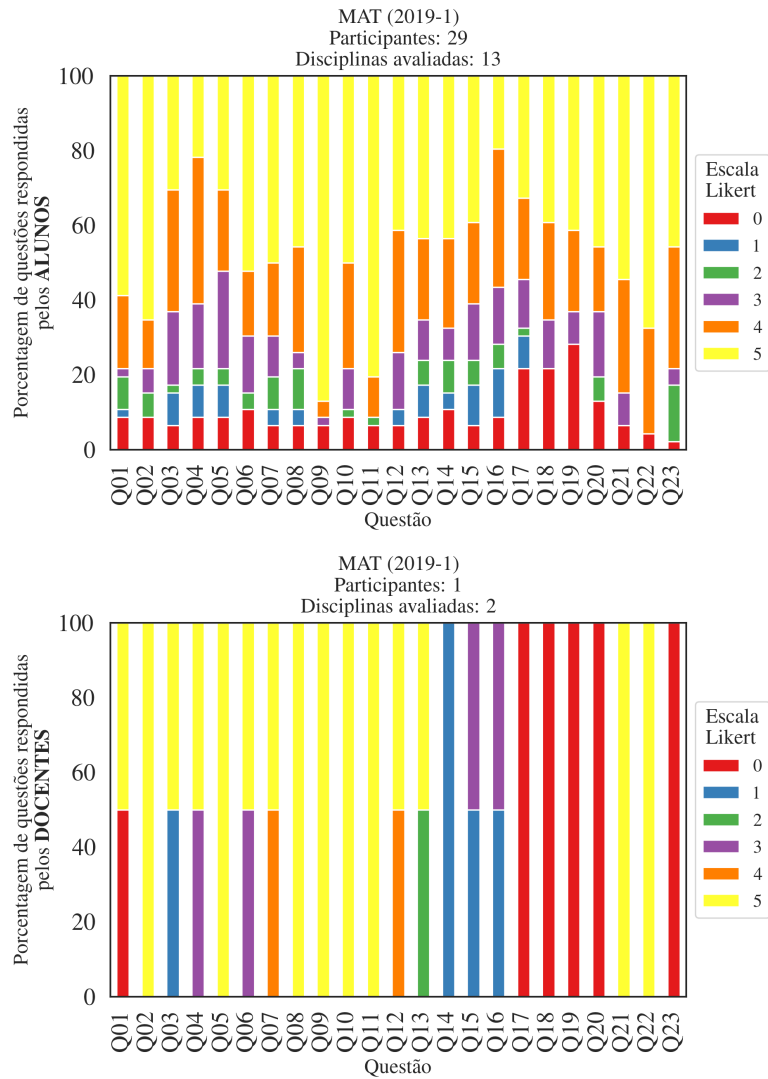 MAT (2019-1)
Participantes: 29
Disciplinas avaliadas: 13
Porcentagem de questões respondidas
pelos ALUNOS
100
80
60
40
20
0
Q01 Q02 Q03 Q04 Q05 Q06 Q07 Q08 Q09 Q10 Q11 Q12 Q13 Q14 Q15 Q16 Q17 Q18 Q19 Q20 Q21 Q22 Q23
Questão
Escala
Likert
0
1
2
3
4
5
MAT (2019-1)
Participantes: 1
Disciplinas avaliadas: 2
Porcentagem de questões respondidas
pelos DOCENTES
100
80
60
40
20
0
Q01 Q02 Q03 Q04 Q05 Q06 Q07 Q08 Q09 Q10 Q11 Q12 Q13 Q14 Q15 Q16 Q17 Q18 Q19 Q20 Q21 Q22 Q23
Questão
Escala
Likert
0
1
2
3
4
5